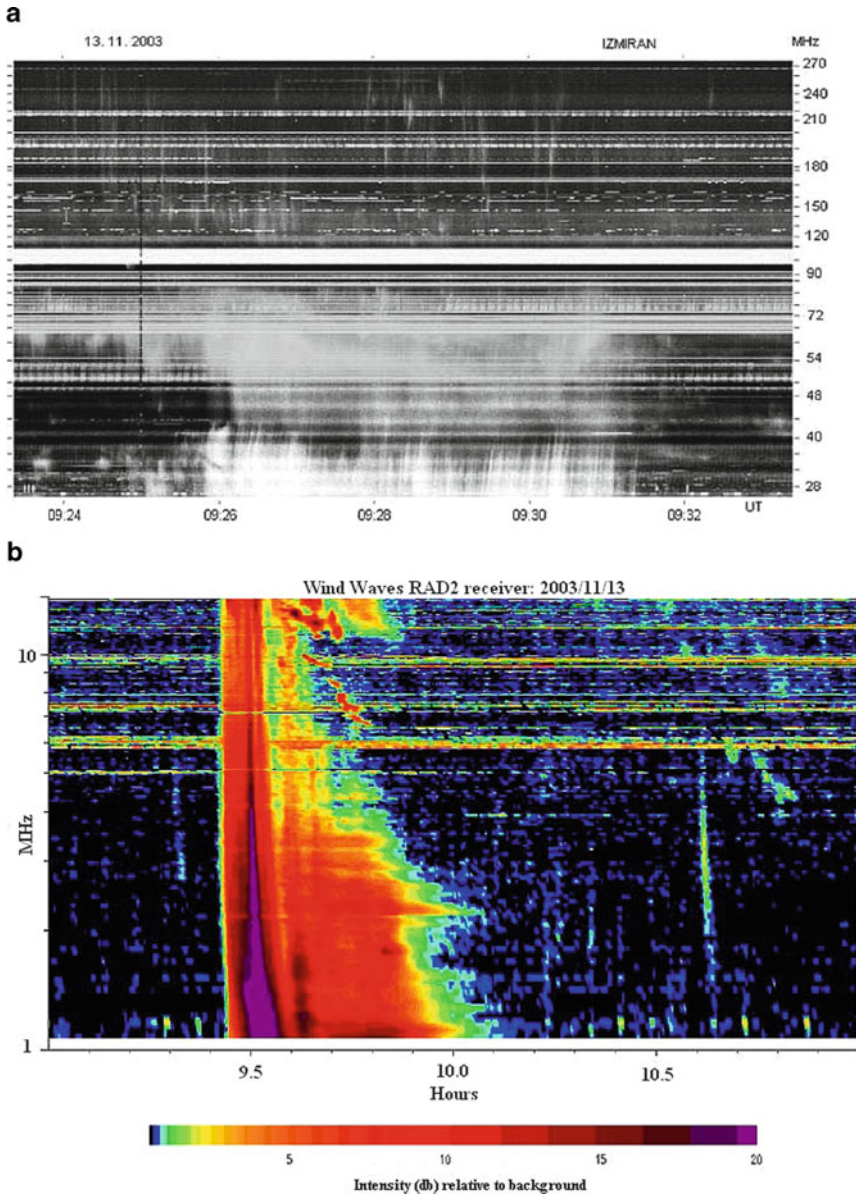 a
13.11.2003 IZMIRAN MHz
270
240
210
180
150
120
90
72
54
48
40
28
UT
09:24 09:26 09:28 09:30 09:32
b
Wind Waves RAD2 receiver: 2003/11/13
10
MHz
1
9.5 10.0 10.5
Hours
5 10 15 20
Intensity (db) relative to background